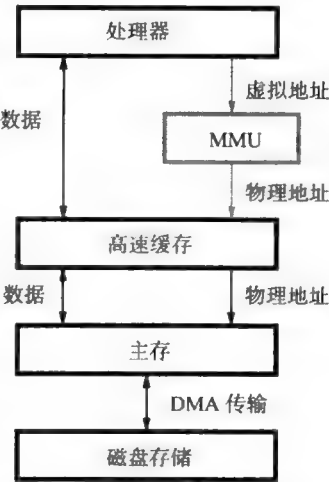 处理器
虚拟地址
数据
MMU
物理地址
高速缓存
数据
物理地址
主存
DMA 传输
磁盘存储